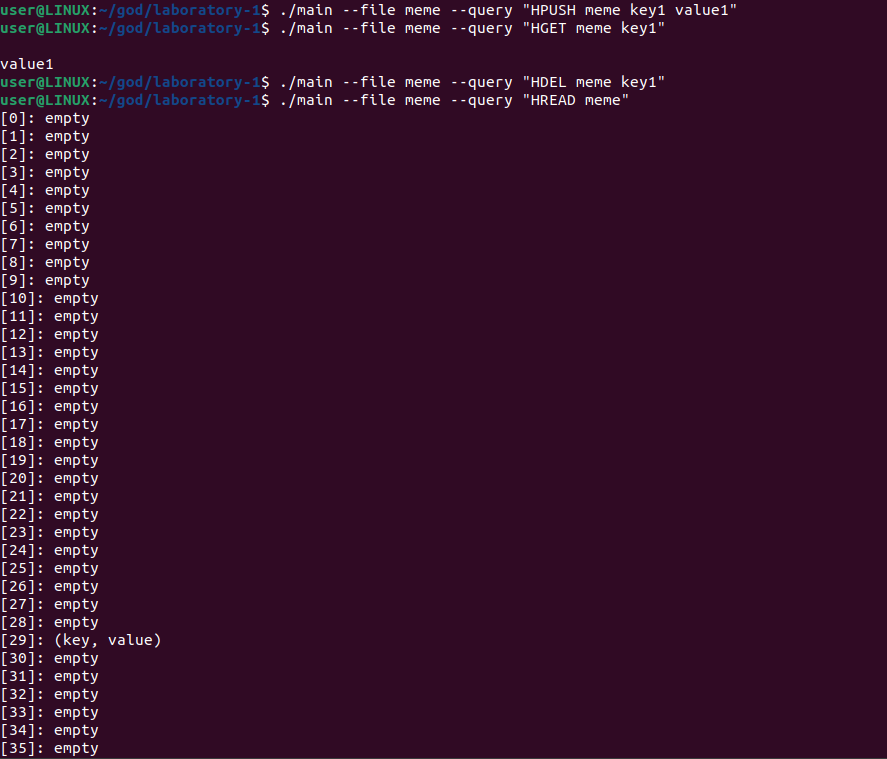 user@LINUX:~/god/laboratory-1$ ./main --file meme --query "HPUSH meme key1 value1"
user@LINUX:~/god/laboratory-1$ ./main --file meme --query "HGET meme key1"
value1
user@LINUX:~/god/laboratory-1$ ./main --file meme --query "HDEL meme key1"
user@LINUX:~/god/laboratory-1$ ./main --file meme --query "HREAD meme"
[0]: empty
[1]: empty
[2]: empty
[3]: empty
[4]: empty
[5]: empty
[6]: empty
[7]: empty
[8]: empty
[9]: empty
[10]: empty
[11]: empty
[12]: empty
[13]: empty
[14]: empty
[15]: empty
[16]: empty
[17]: empty
[18]: empty
[19]: empty
[20]: empty
[21]: empty
[22]: empty
[23]: empty
[24]: empty
[25]: empty
[26]: empty
[27]: empty
[28]: empty
[29]: (key, value)
[30]: empty
[31]: empty
[32]: empty
[33]: empty
[34]: empty
[35]: empty